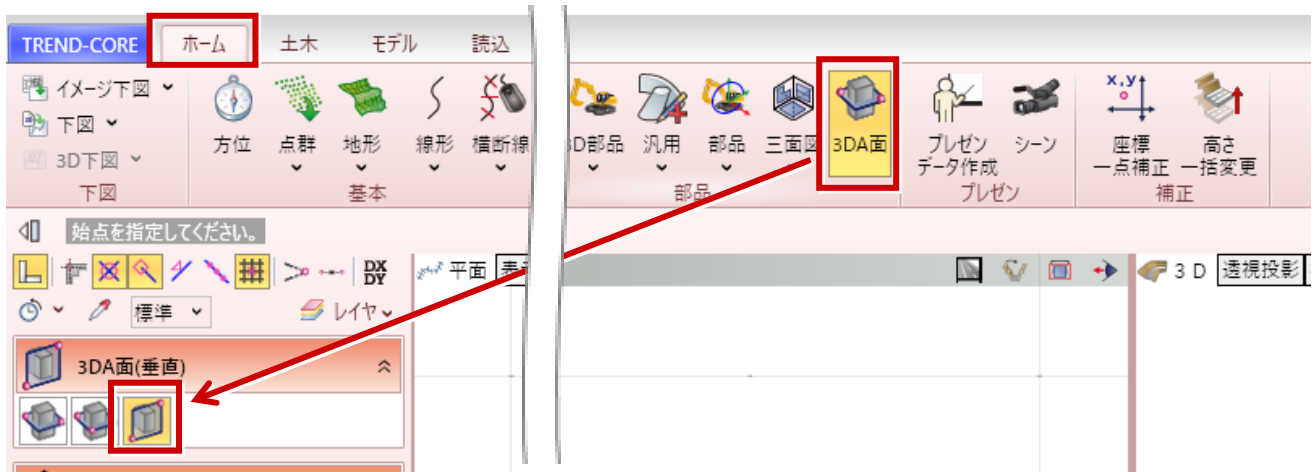 TREND-CORE ホーム 土木 モデル 読込
イメージ下図
下図
3D下図
方位 点群 地形 線形 横断線
D部品 汎用 部品 三面図 3DA面
プレゼン
データ作成
シーン
座標
一点補正
高さ
一括変更
下図 基本 部品 プレゼン 補正
始点を指定してください。
DX
DY
平面
3D 透視投影
標準 レイヤ
3DA面(垂直)